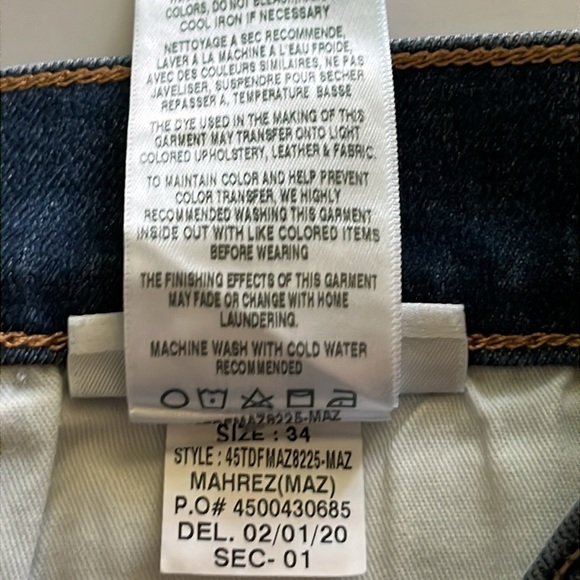 COLORS, DO NOT BLEACH,
COOL IRON IF NECESSARY
NETTOYAGE A SEC RECOMMENDE,
LAVER A LA MACHINE A L'EAU FROIDE,
AVEC DES COULEURS SIMILAIRES, NE PAS
JAVELISER, SUSPENDRE POUR SECHER
REPASSER A, TEMPERATURE BASSE
THE DYE USED IN THE MAKING OF THIS
GARMENT MAY TRANSFER ONTO LIGHT
COLORED UPHOLSTERY, LEATHER & FABRIC.
TO MAINTAIN COLOR AND HELP PREVENT
COLOR TRANSFER, WE HIGHLY
RECOMMENDED WASHING THIS GARMENT
INSIDE OUT WITH LIKE COLORED ITEMS
BEFORE WEARING
THE FINISHING EFFECTS OF THIS GARMENT
MAY FADE OR CHANGE WITH HOME
LAUNDERING.
MACHINE WASH WITH COLD WATER
RECOMMENDED
MAZ8225-MAZ
SIZE : 34
STYLE : 45TDFMAZ8225-MAZ
MAHREZ(MAZ)
P.O# 4500430685
DEL. 02/01/20
SEC- 01